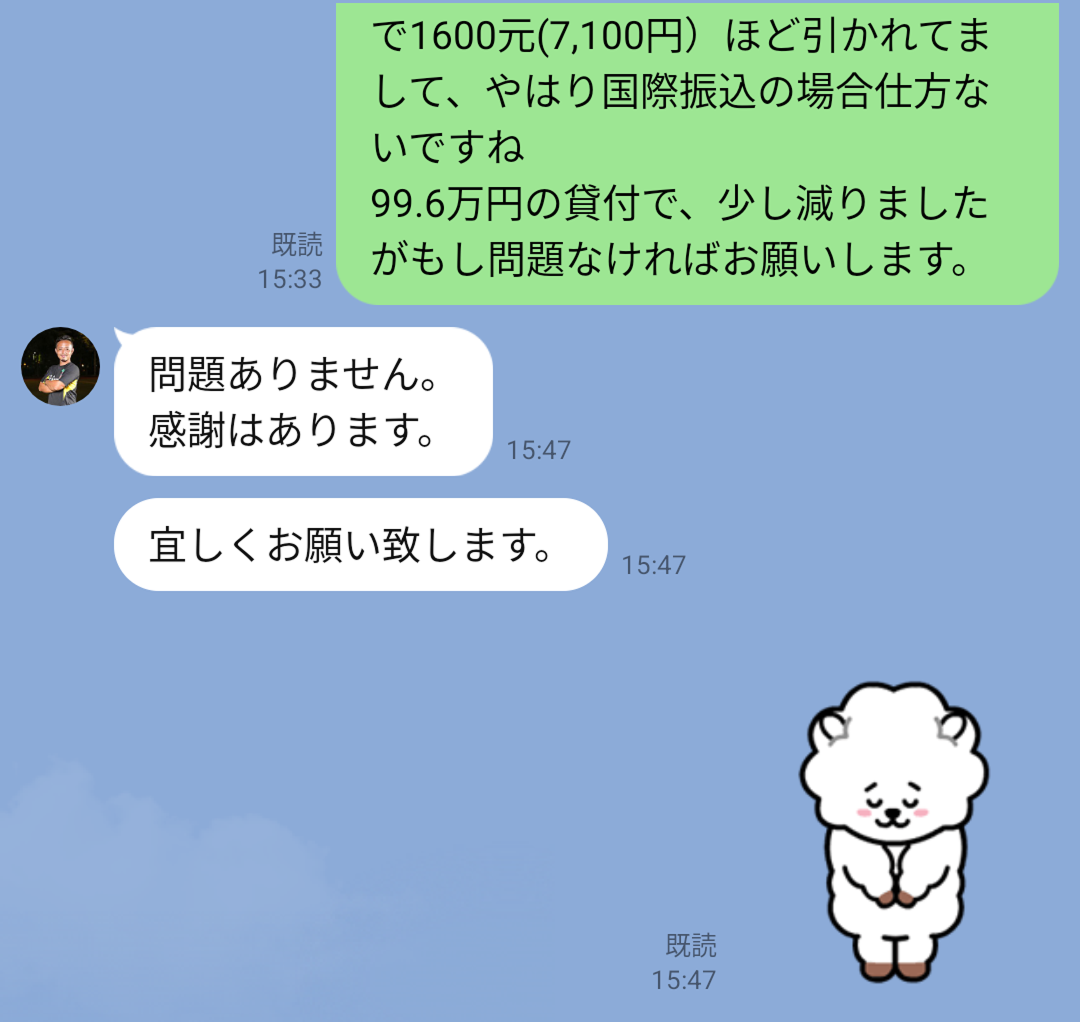 で1600元(7,100円）ほど引かれてま
して、やはり国際振込の場合仕方な
いですね
99.6万円の貸付で、少し減りました
がもし問題なければお願いします。
既読
15:33
問題ありません。
感謝はあります。
15:47
宜しくお願い致します。
15:47
既読
15:47